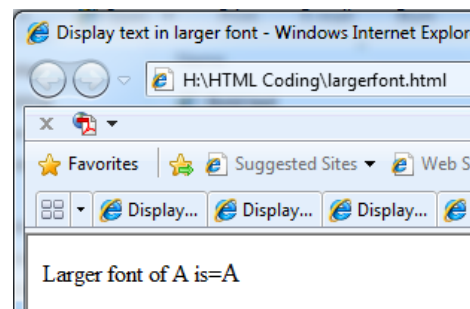 Display text in larger font - Windows Internet Explor
H:\HTML Coding\largerfont.html
Favorites Suggested Sites Web S
Display... Display... Display...
Larger font of A is=A